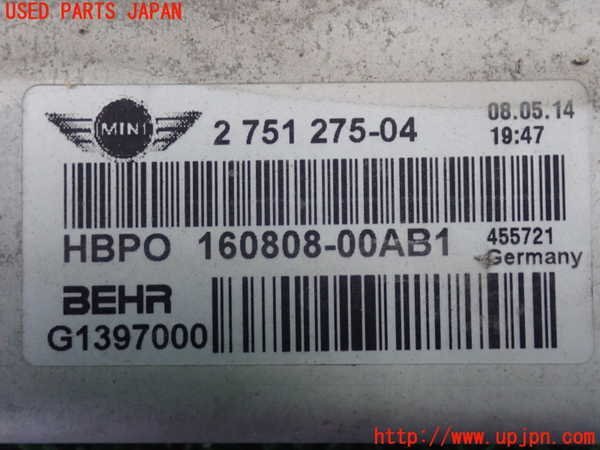 USED PARTS JAPAN
MINI
2 751 275-04
08.05.14
19:47
HBPO 160808-00AB1
455721
Germany
BEHR
G1397000
http://www.upjpn.com/